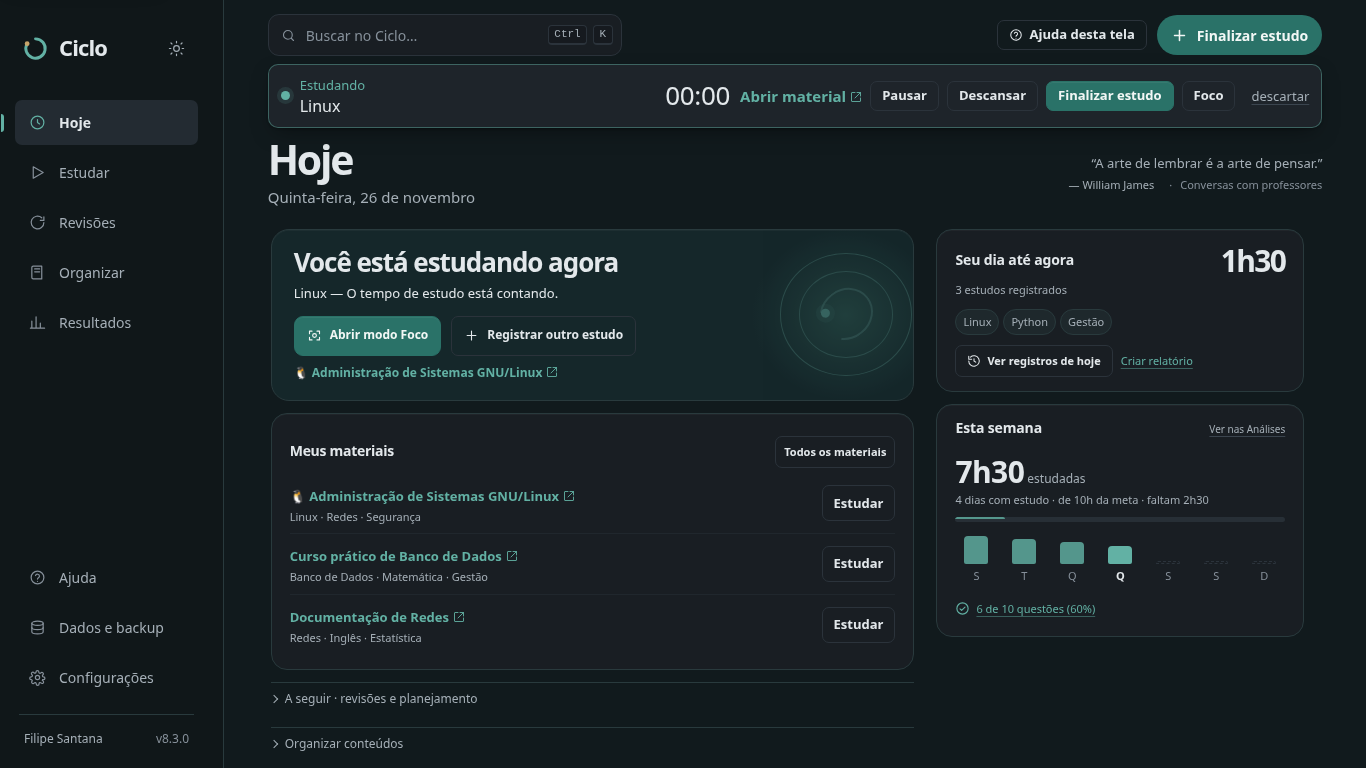 Ciclo
Hoje
Estudar
Revisões
Organizar
Resultados
Ajuda
Dados e backup
Configurações
Filipe Santana v8.3.0
Buscar no Ciclo… Ctrl K
Ajuda desta tela
Finalizar estudo
Estudando
Linux
00:00 Abrir material Pausar Descansar Finalizar estudo Foco descartar
Hoje
Quinta-feira, 26 de novembro
“A arte de lembrar é a arte de pensar.”
— William James · Conversas com professores
Você está estudando agora
Linux — O tempo de estudo está contando.
Abrir modo Foco Registrar outro estudo
Administração de Sistemas GNU/Linux
Meus materiais Todos os materiais
Administração de Sistemas GNU/Linux
Linux · Redes · Segurança
Estudar
Curso prático de Banco de Dados
Banco de Dados · Matemática · Gestão
Estudar
Documentação de Redes
Redes · Inglês · Estatística
Estudar
A seguir · revisões e planejamento
Organizar conteúdos
Seu dia até agora 1h30
3 estudos registrados
Linux Python Gestão
Ver registros de hoje Criar relatório
Esta semana Ver nas Análises
7h30 estudadas
4 dias com estudo · de 10h da meta · faltam 2h30
S T Q Q S S D
6 de 10 questões (60%)